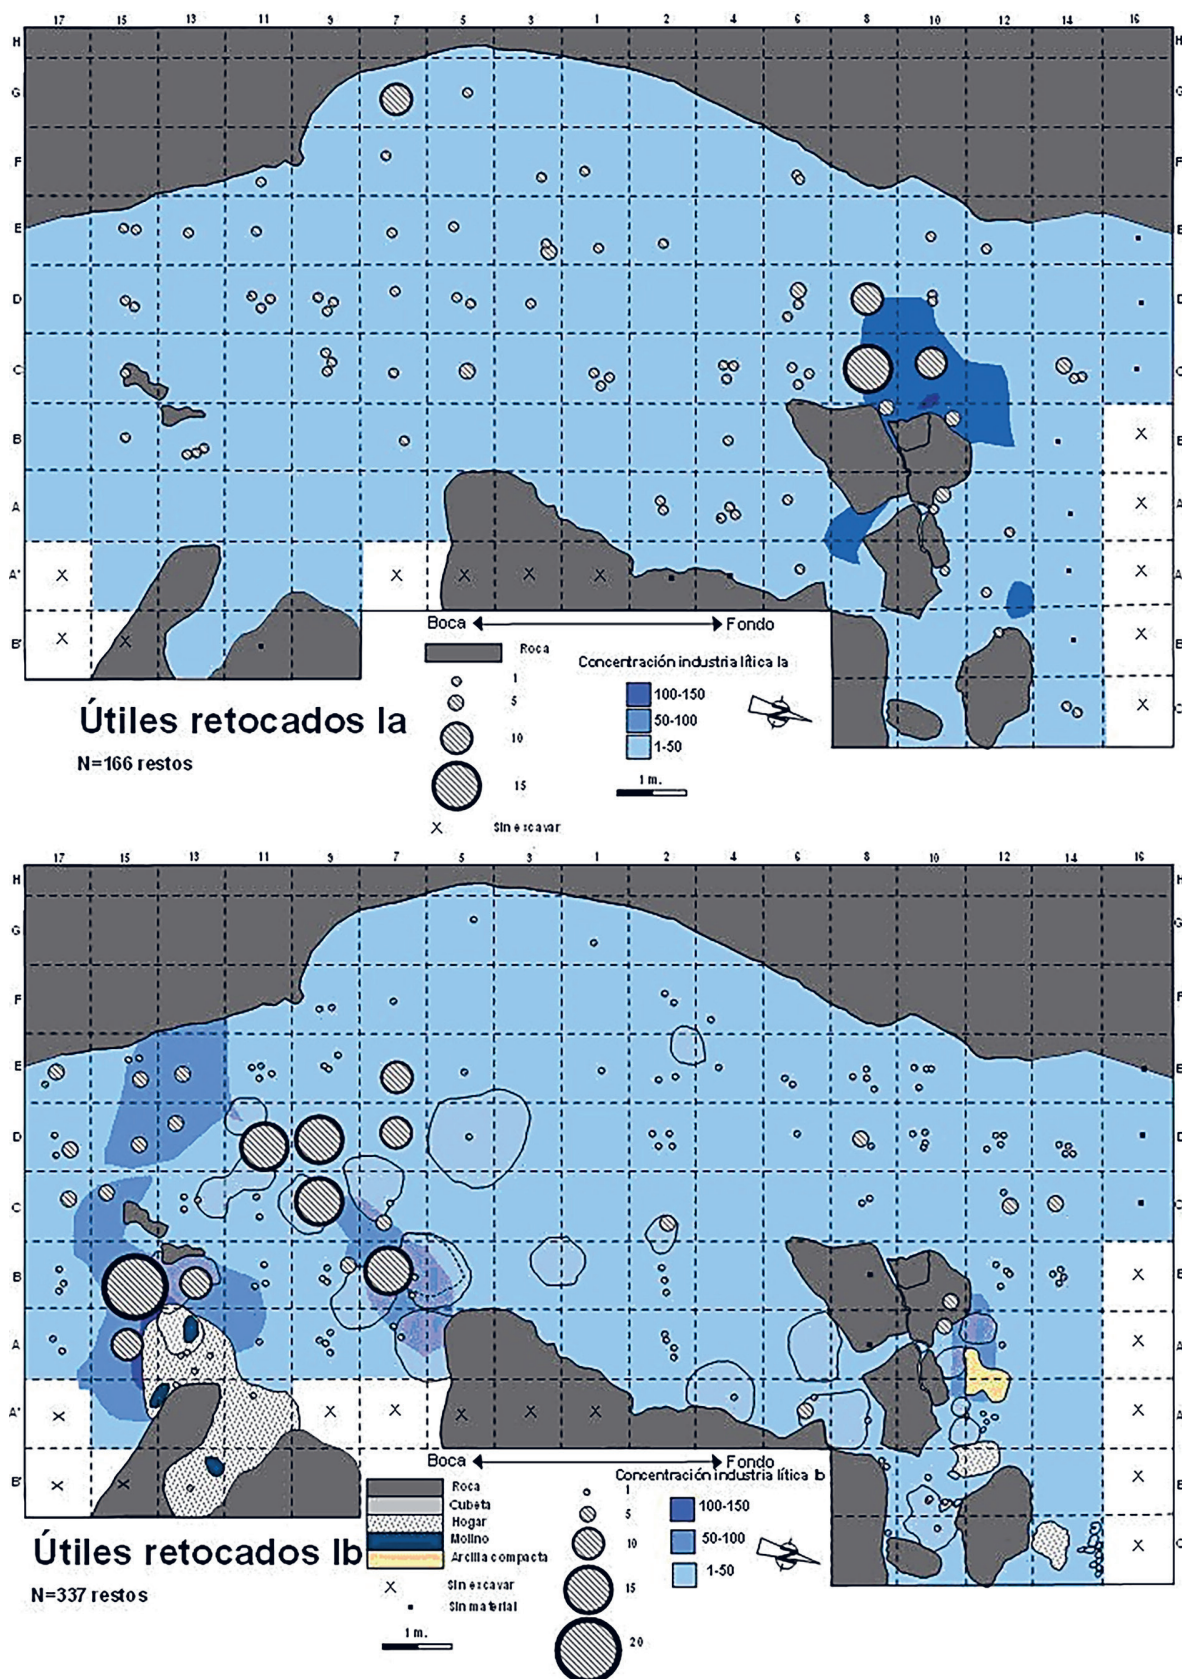 17 15 13 11 9 7 5 3 1 2 4 6 8 10 12 14 16
H H
G G
F F
E E
D D
C C
B B
A A
A' A'
B' B'
C'
X X X X X X X X X X X X X
Boca Fondo
Roca
1
5
10
15
X Sin excavar
Concentración industria lítica Ia
100-150
50-100
1-50
1 m.
Útiles retocados Ia
N=166 restos
17 15 13 11 9 7 5 3 1 2 4 6 8 10 12 14 16
H H
G G
F F
E E
D D
C C
B B
A A
A' A'
B' B'
C'
X X X X X X X X X X X X X
Boca Fondo
Roca
Cubeta
Hogar
Molino
Arcilla compacta
X Sin excavar
Sin material
1 m.
1
5
10
15
20
Concentración industria lítica Ib
100-150
50-100
1-50
Útiles retocados Ib
N=337 restos